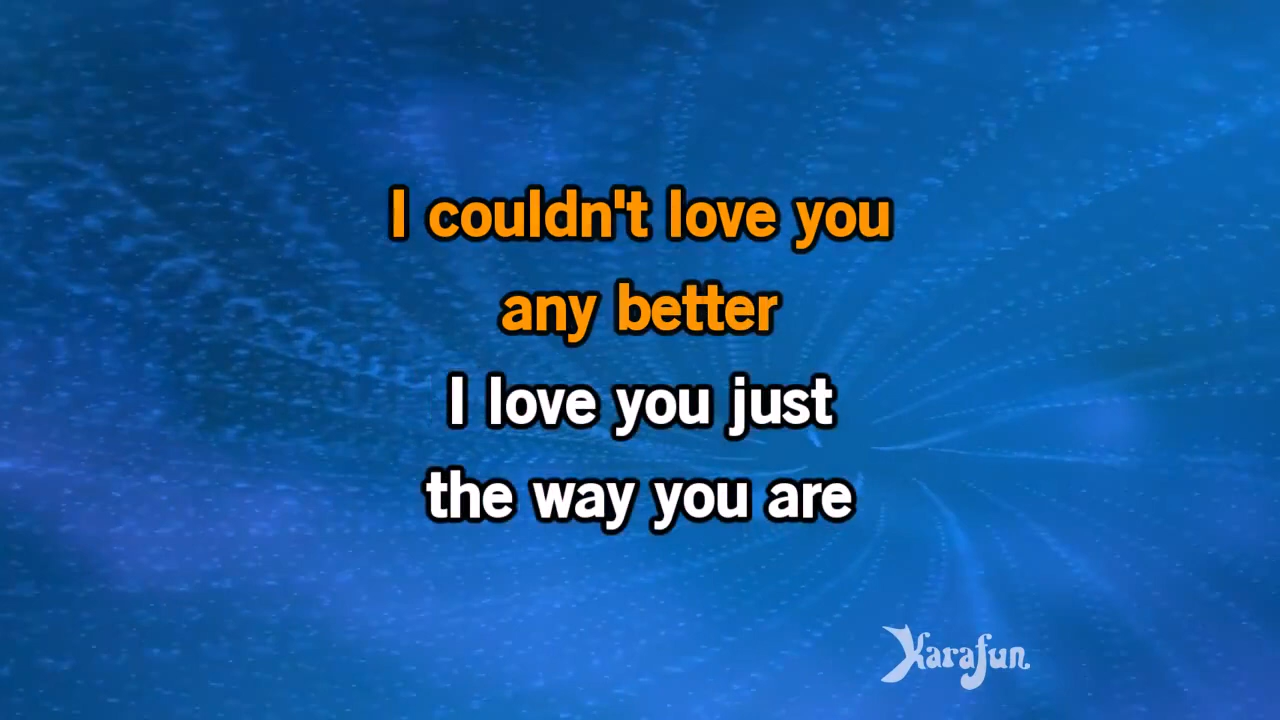 I couldn't love you
any better
I love you just
the way you are
Karafun